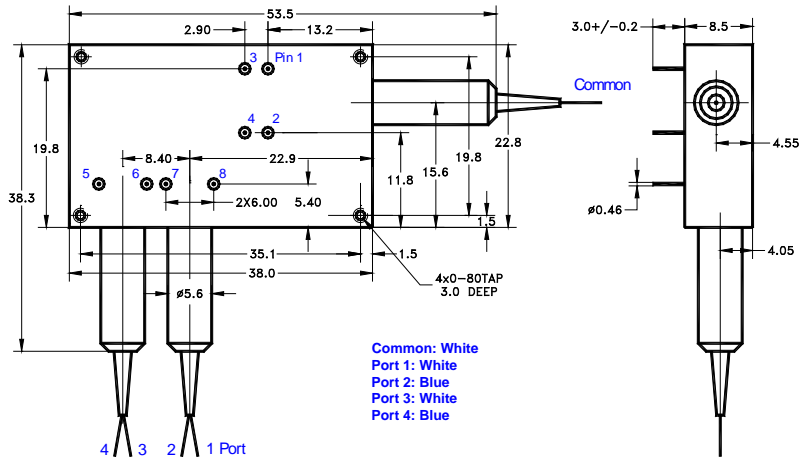 53.5
2.90
13.2
3.0+/-0.2
8.5
3
Pin 1
Common
4
2
19.8
8.40
22.9
11.8
15.6
19.8
22.8
4.55
38.3
5
6
7
8
2X6.00
5.40
1.5
ø0.46
35.1
1.5
4.05
38.0
4x0-80TAP
3.0 DEEP
ø5.6
Common: White
Port 1: White
Port 2: Blue
Port 3: White
Port 4: Blue
4 3 2 1 Port